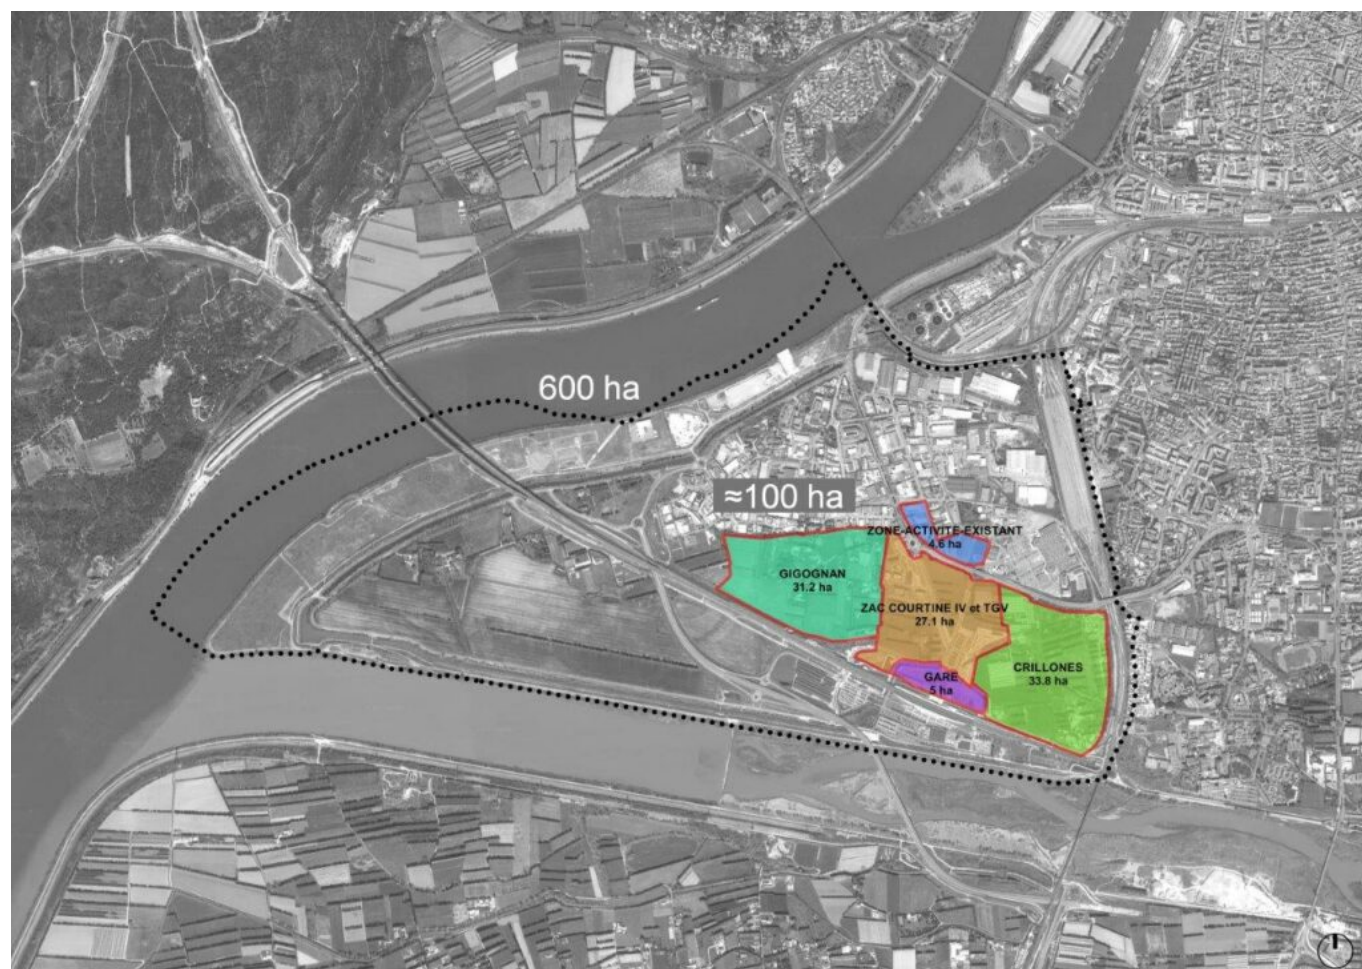 600 ha
≈100 ha
ZONE-ACTIVITE-EXISTANT
4.6 ha
GIGOGNAN
31.2 ha
ZAC COURTINE IV et TGV
27.1 ha
CRILLONES
33.8 ha
GARE
5 ha